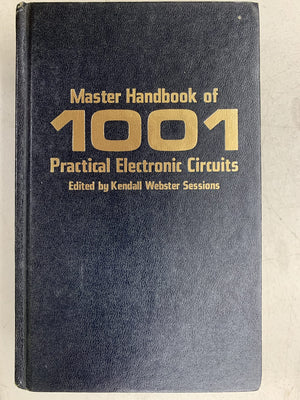 Master Handbook of
1001
Practical Electronic Circuits
Edited by Kendall Webster Sessions